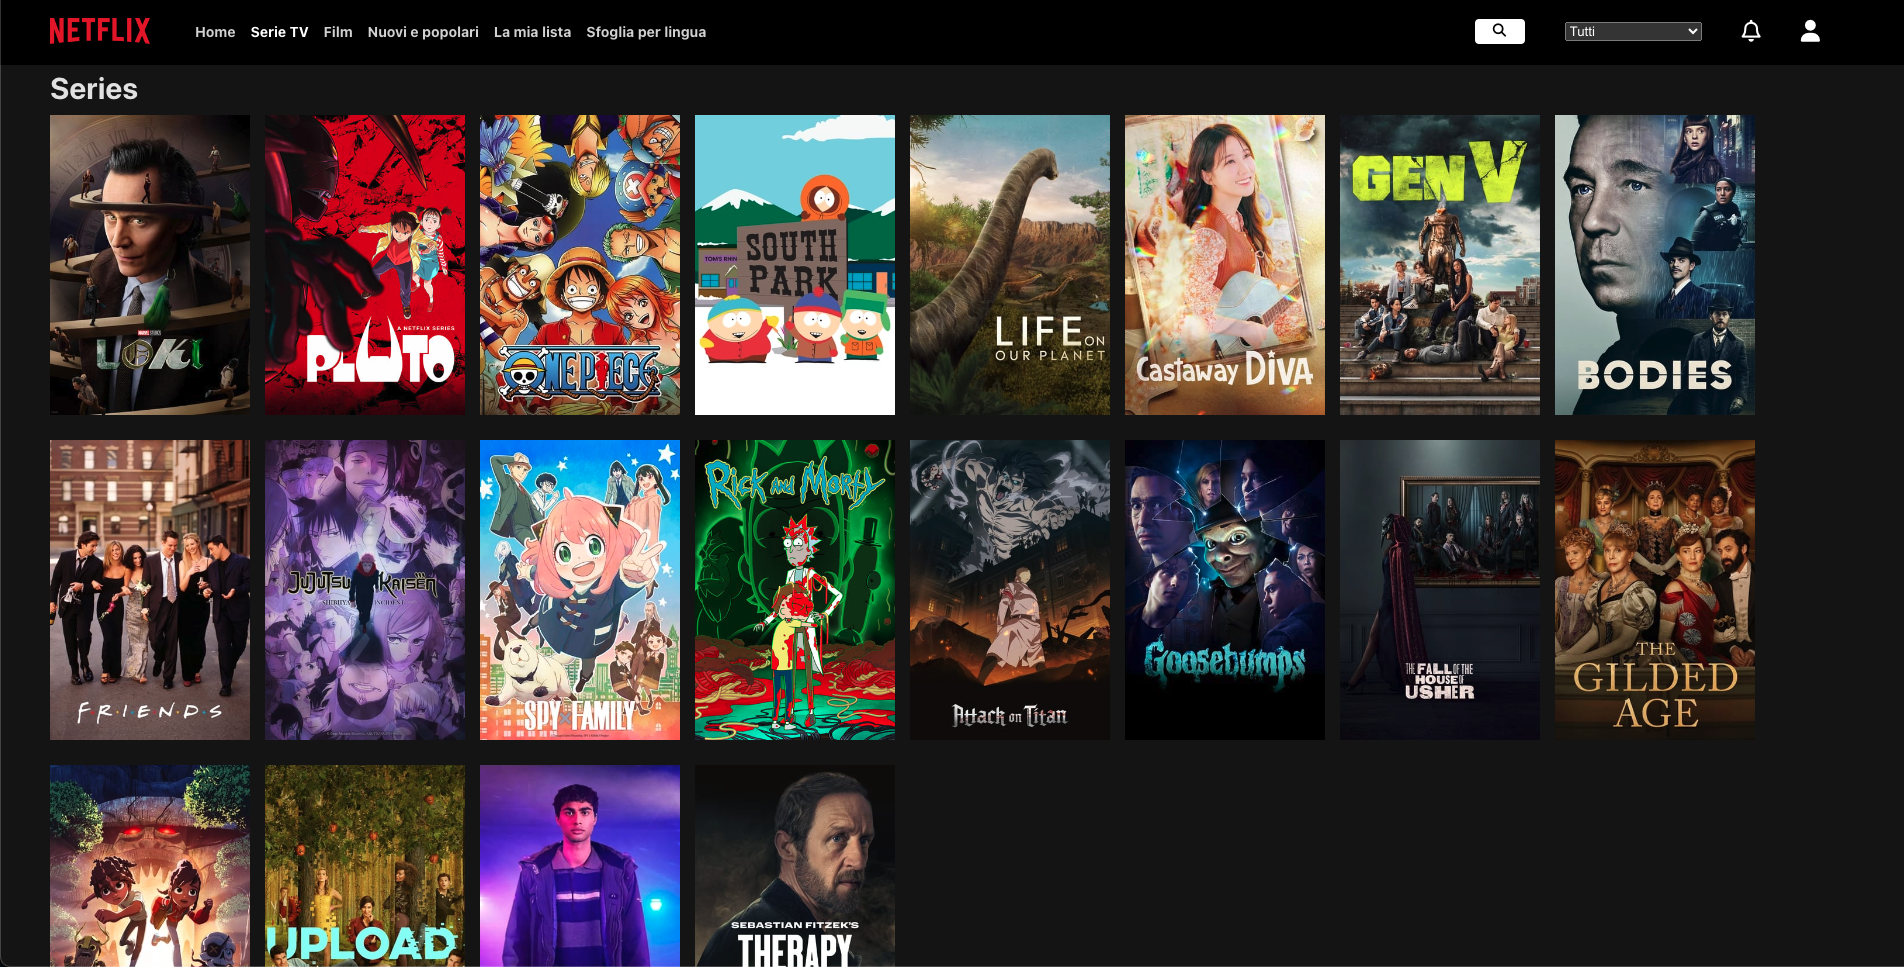 NETFLIX
Home
Serie TV
Film
Nuovi e popolari
La mia lista
Sfoglia per lingua
Tutti
Series
MARVEL STUDIOS
LOKI
A NETFLIX SERIES
PLUTO
ONE PIECE
TOM'S RHIN
SOUTH
PARK
LIFE ON
OUR PLANET
Castaway DIVA
GEN V
BODIES
F·R·I·E·N·D·S
JUJUTSU KAISEN
SHIBUYA INCIDENT
SPY×FAMILY
RICK AND MORTY
Attack on Titan
Goosebumps
THE FALL OF THE
HOUSE OF
USHER
THE
GILDED
AGE
UPLOAD
SEBASTIAN FITZEK'S
THERAPY